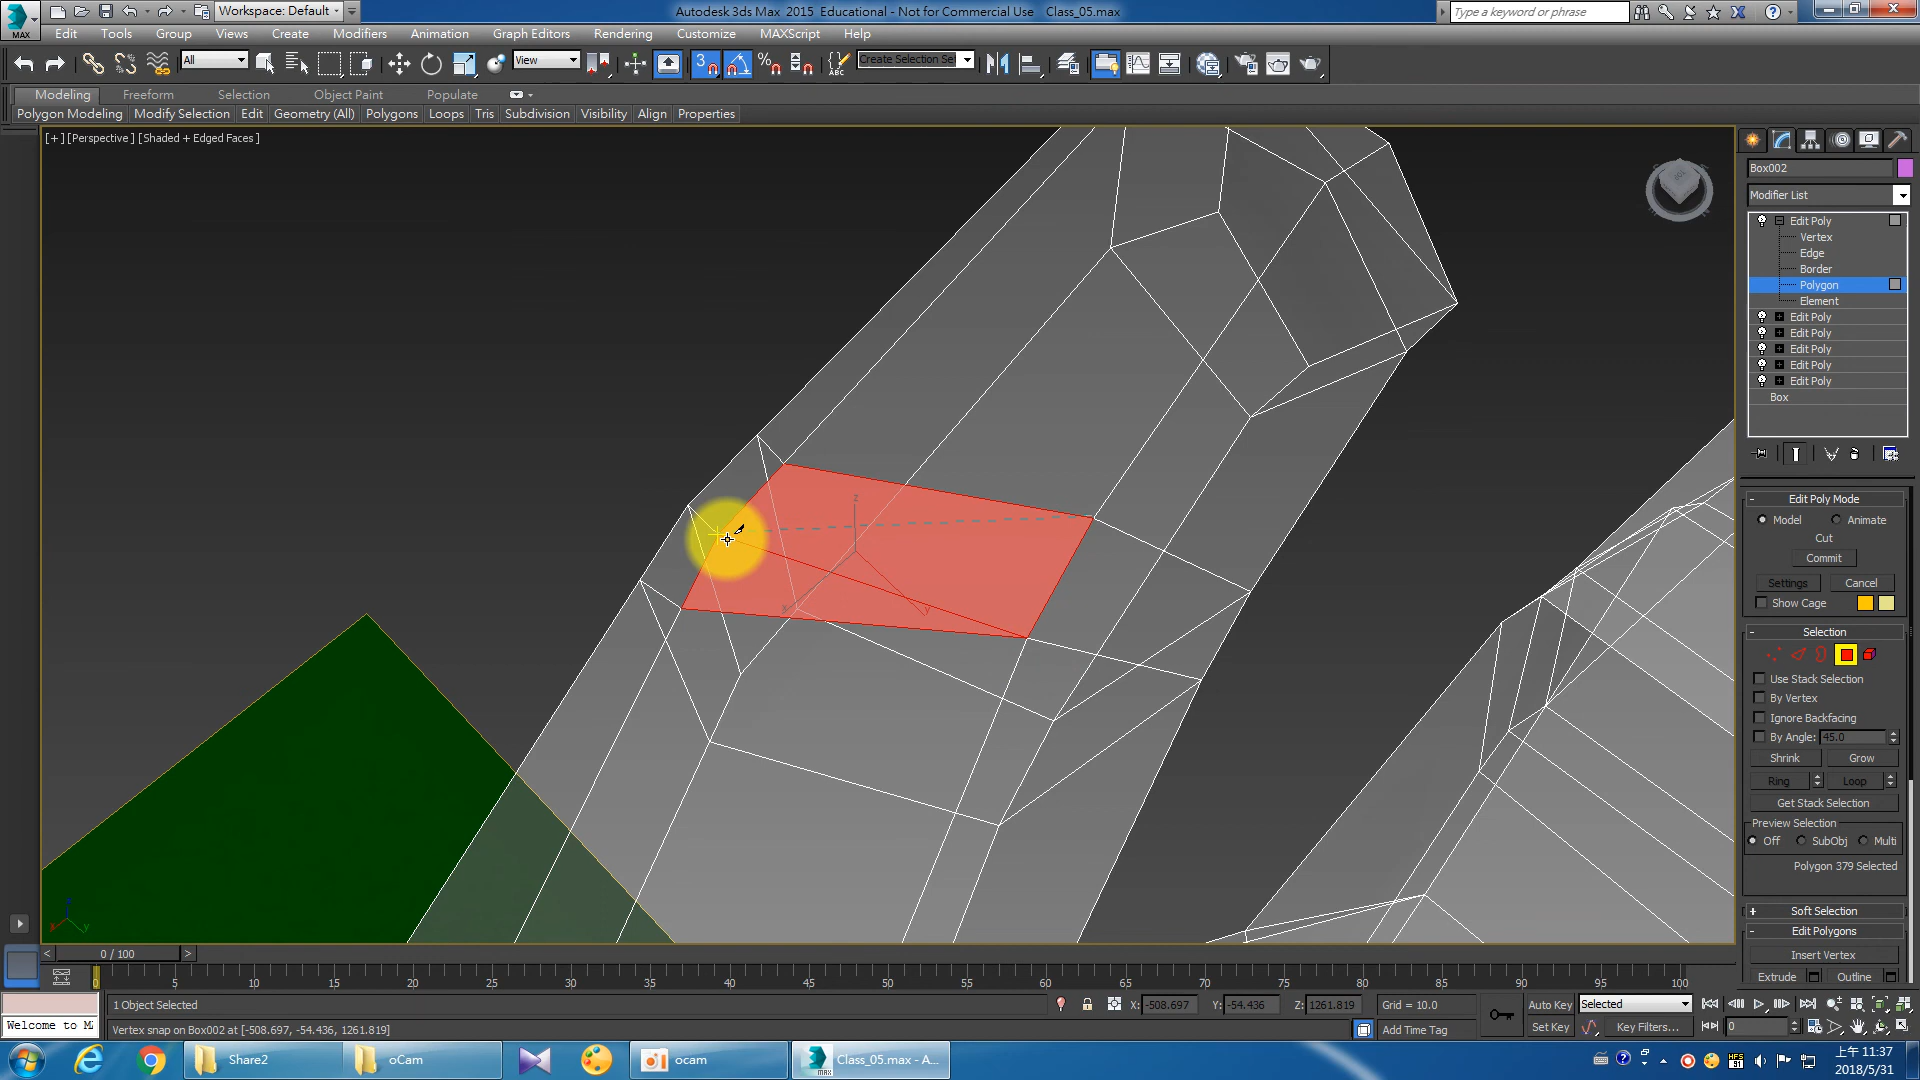 Workspace: Default
Autodesk 3ds Max 2015 Educational - Not for Commercial Use Class_05.max
Type a keyword or phrase
MAX
Edit Tools Group Views Create Modifiers Animation Graph Editors Rendering Customize MAXScript Help
All
View
3
%
ABC
Create Selection Se
Modeling Freeform Selection Object Paint Populate
Polygon Modeling Modify Selection Edit Geometry (All) Polygons Loops Tris Subdivision Visibility Align Properties
[+] [Perspective] [Shaded + Edged Faces]
Box002
Modifier List
Edit Poly
Vertex
Edge
Border
Polygon
Element
Edit Poly
Edit Poly
Edit Poly
Edit Poly
Edit Poly
Box
Edit Poly Mode
Model Animate
Cut
Commit
Settings Cancel
Show Cage
Selection
Use Stack Selection
By Vertex
Ignore Backfacing
By Angle: 45.0
Shrink Grow
Ring Loop
Get Stack Selection
Preview Selection
Off SubObj Multi
Polygon 379 Selected
Soft Selection
Edit Polygons
Insert Vertex
Extrude Outline
z
x
y
y
0 / 100
0 5 10 15 20 25 30 35 40 45 50 55 60 65 70 75 80 85 90 95 100
1 Object Selected
X: -508.697 Y: -54.436 Z: 1261.819 Grid = 10.0
Auto Key Selected
Welcome to M
Vertex snap on Box002 at [-508.697, -54.436, 1261.819]
Add Time Tag
Set Key Key Filters... 0
Share2 oCam ocam Class_05.max - A...
上午 11:37
2018/5/31